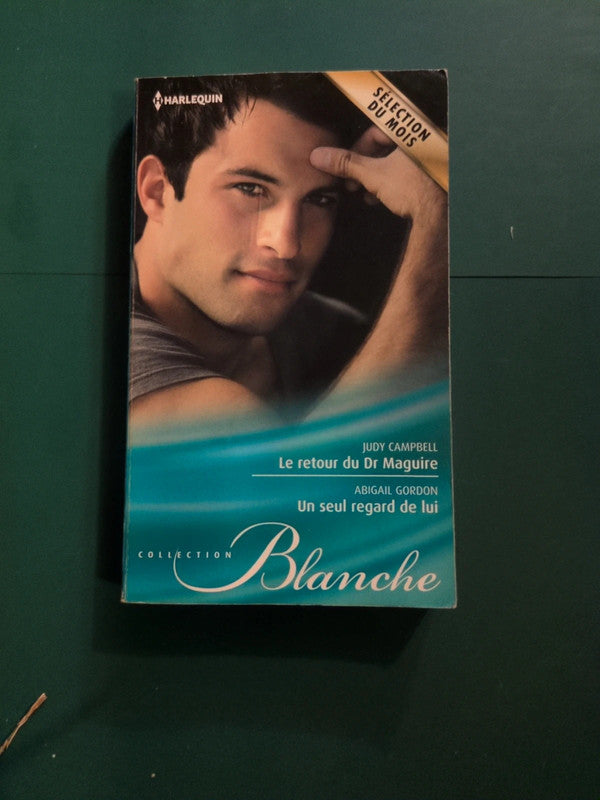 HARLEQUIN
SÉLECTION
DU MOIS
JUDY CAMPBELL
Le retour du Dr Maguire
ABIGAIL GORDON
Un seul regard de lui
COLLECTION
Blanche